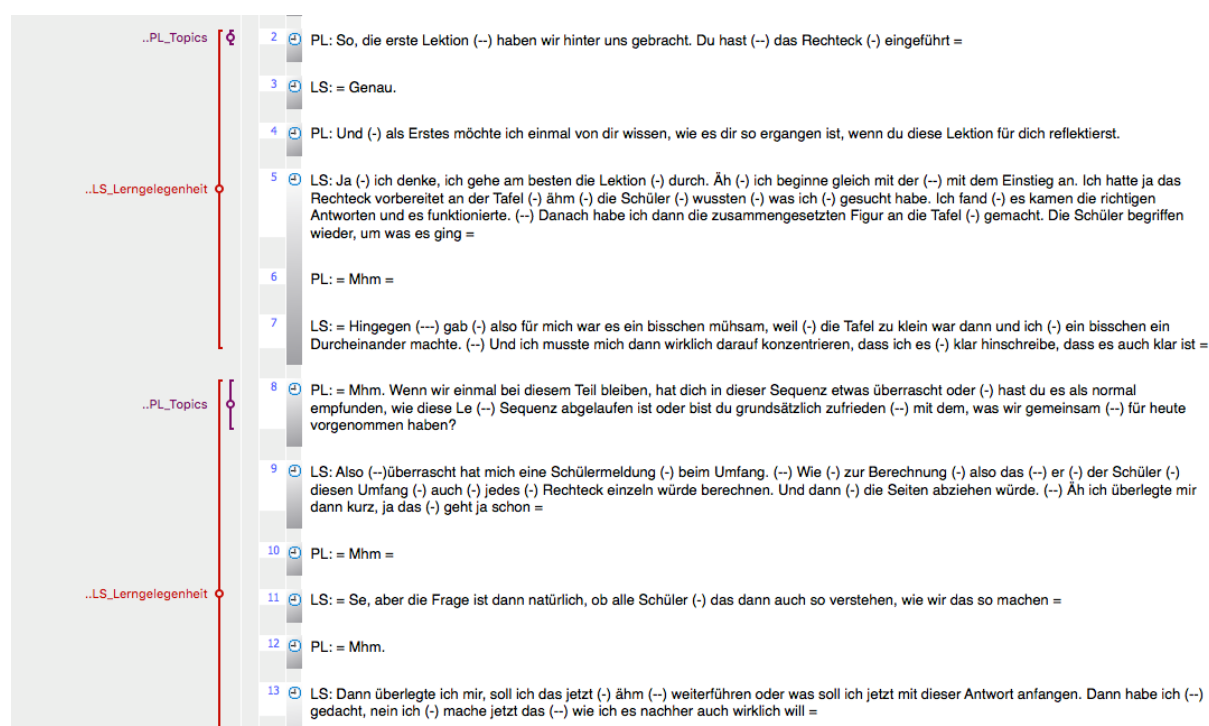 ..PL_Topics
2 PL: So, die erste Lektion (--) haben wir hinter uns gebracht. Du hast (--) das Rechteck (-) eingeführt =
3 LS: = Genau.
4 PL: Und (-) als Erstes möchte ich einmal von dir wissen, wie es dir so ergangen ist, wenn du diese Lektion für dich reflektierst.
..LS_Lerngelegenheit
5 LS: Ja (-) ich denke, ich gehe am besten die Lektion (-) durch. Äh (-) ich beginne gleich mit der (--) mit dem Einstieg an. Ich hatte ja das
Rechteck vorbereitet an der Tafel (-) ähm (-) die Schüler (-) wussten (-) was ich (-) gesucht habe. Ich fand (-) es kamen die richtigen
Antworten und es funktionierte. (--) Danach habe ich dann die zusammengesetzten Figur an die Tafel (-) gemacht. Die Schüler begriffen
wieder, um was es ging =
6 PL: = Mhm =
7 LS: = Hingegen (---) gab (-) also für mich war es ein bisschen mühsam, weil (-) die Tafel zu klein war dann und ich (-) ein bisschen ein
Durcheinander machte. (--) Und ich musste mich dann wirklich darauf konzentrieren, dass ich es (-) klar hinschreibe, dass es auch klar ist =
..PL_Topics
8 PL: = Mhm. Wenn wir einmal bei diesem Teil bleiben, hat dich in dieser Sequenz etwas überrascht oder (-) hast du es als normal
empfunden, wie diese Le (--) Sequenz abgelaufen ist oder bist du grundsätzlich zufrieden (--) mit dem, was wir gemeinsam (--) für heute
vorgenommen haben?
9 LS: Also (--)überrascht hat mich eine Schülermeldung (-) beim Umfang. (--) Wie (-) zur Berechnung (-) also das (--) er (-) der Schüler (-)
diesen Umfang (-) auch (-) jedes (-) Rechteck einzeln würde berechnen. Und dann (-) die Seiten abziehen würde. (--) Äh ich überlegte mir
dann kurz, ja das (-) geht ja schon =
10 PL: = Mhm =
..LS_Lerngelegenheit
11 LS: = Se, aber die Frage ist dann natürlich, ob alle Schüler (-) das dann auch so verstehen, wie wir das so machen =
12 PL: = Mhm.
13 LS: Dann überlegte ich mir, soll ich das jetzt (-) ähm (--) weiterführen oder was soll ich jetzt mit dieser Antwort anfangen. Dann habe ich (--)
gedacht, nein ich (-) mache jetzt das (--) wie ich es nachher auch wirklich will =